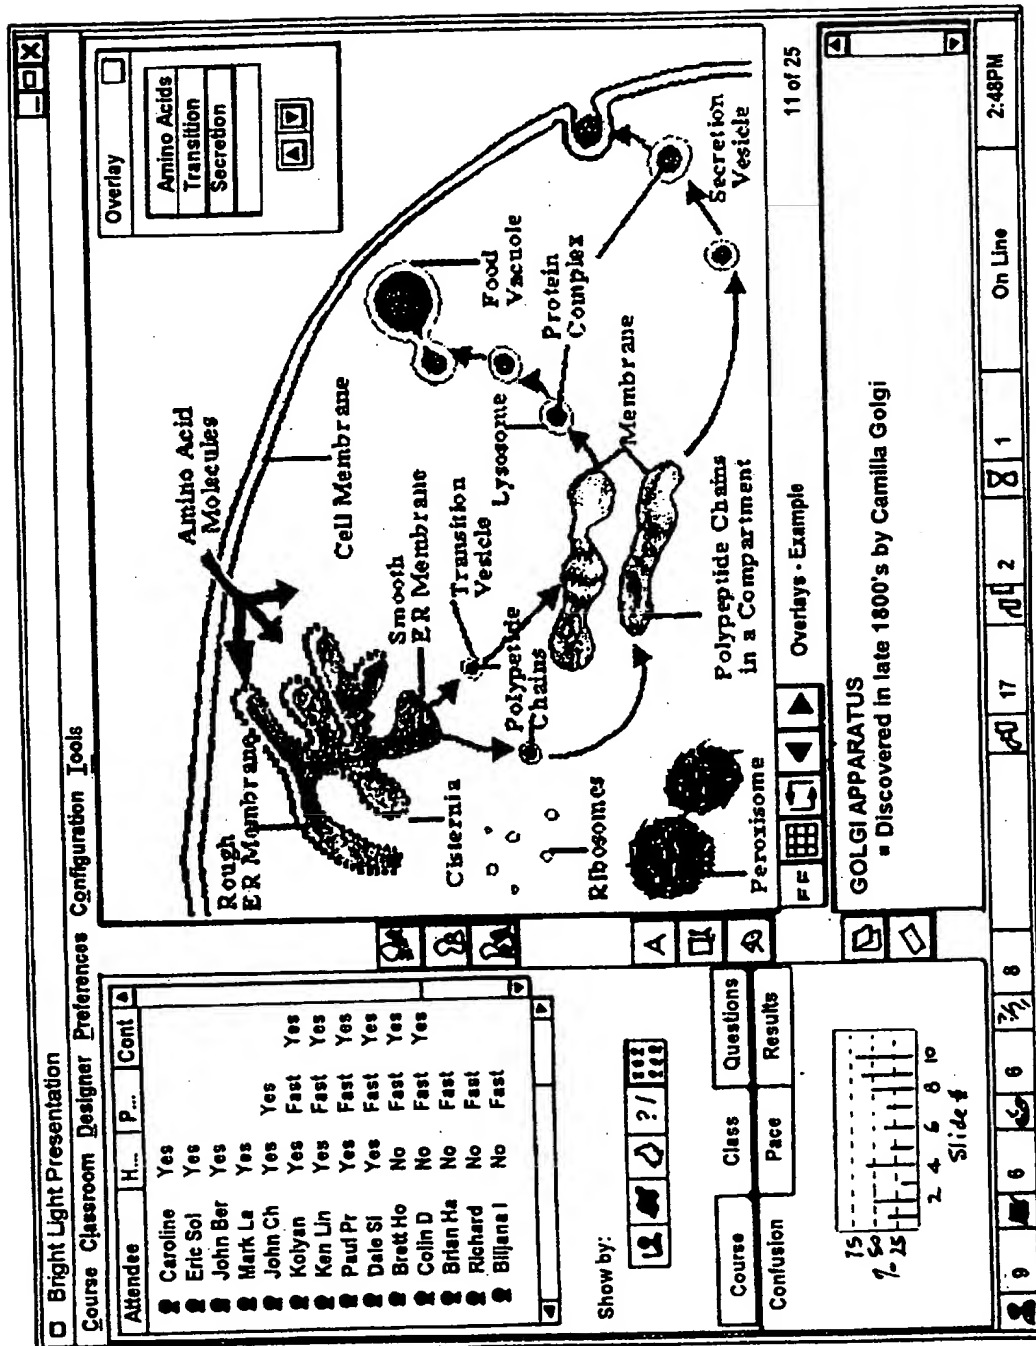 Bright Light Presentation
Course Classroom Designer Preferences Configuration Tools
Attendee H... P... Cont
Caroline Yes
Eric Sol Yes
John Ber Yes
Mark La Yes
John Ch Yes Yes
Kolyan Yes Fast Yes
Ken Lin Yes Fast Yes
Paul Pr Yes Fast Yes
Dale Si Yes Fast Yes
Brett Ho No Fast Yes
Colin D No Fast Yes
Brian Ha No Fast
Richard No Fast
Biljana I No Fast
Show by:
? /
Course Class Questions
Confusion Pace Results
75
50
25
2 4 6 8 10
Slide #
A
Overlay
Amino Acids
Transition
Secretion
Amino Acid
Molecules
Rough
ER Membrane
Cell Membrane
Cisternia
Smooth
ER Membrane
Transition
Vesicle
Food
Vacuole
Lysosome
Polypetide
Chains
Protein
Complex
Ribosomes
Membrane
Secretion
Vesicle
Peroxisome
Polypeptide Chains
in a Compartment
F F
Overlays - Example
11 of 25
GOLGI APPARATUS
Discovered in late 1800's by Camilla Golgi
9 6 6 8 17 2 1 On Line 2:48PM